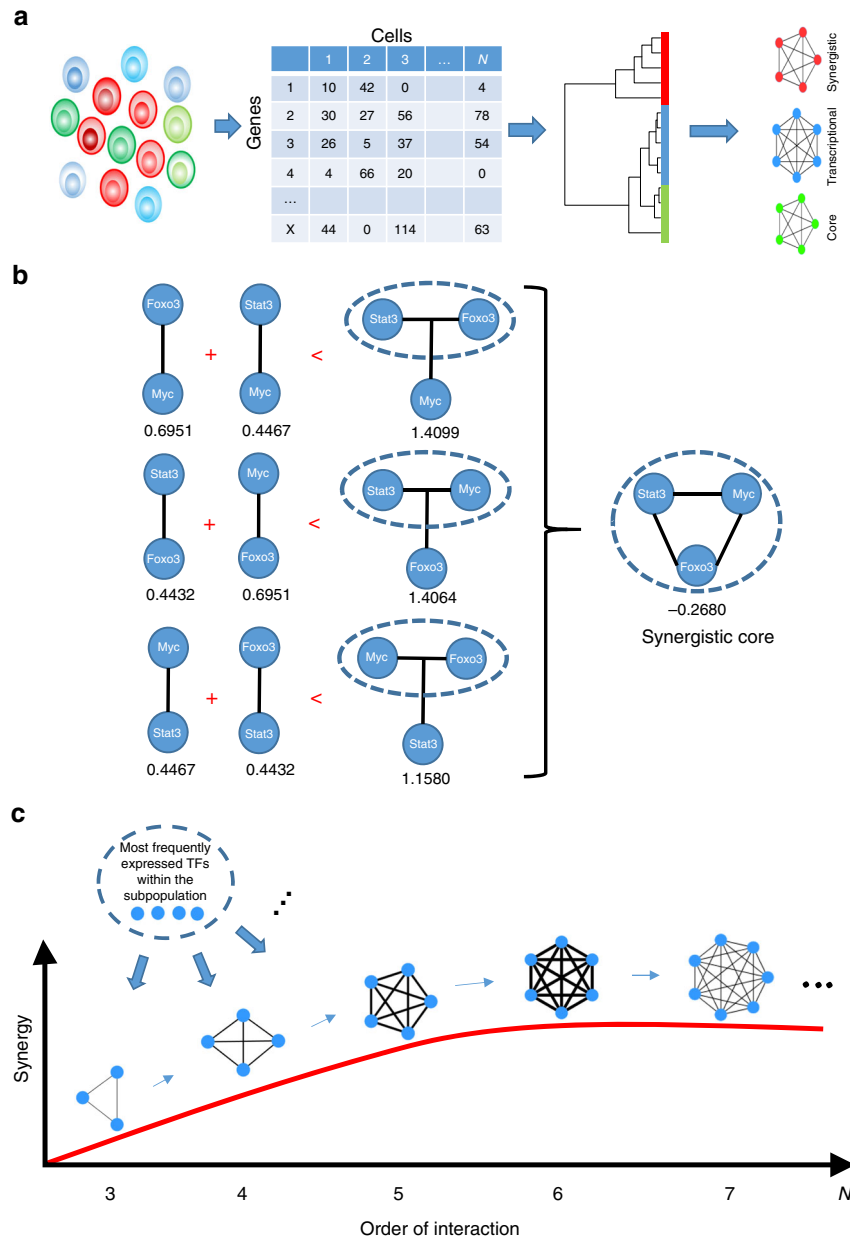 a
Cells
Genes
1 2 3 ... N
1 10 42 0 4
2 30 27 56 78
3 26 5 37 54
4 4 66 20 0
...
X 44 0 114 63
Synergistic
Transcriptional
Core
b
Foxo3 Stat3 Stat3 Foxo3
+ <
Myc Myc Myc
0.6951 0.4467 1.4099
Stat3 Myc Stat3 Myc
+ <
Foxo3 Foxo3 Foxo3
0.4432 0.6951 1.4064
Myc Foxo3 Myc Foxo3
+ <
Stat3 Stat3 Stat3
0.4467 0.4432 1.1580
Stat3 Myc
Foxo3
–0.2680
Synergistic core
c
Most frequently
expressed TFs
within the
subpopulation
Synergy
3 4 5 6 7 N
Order of interaction